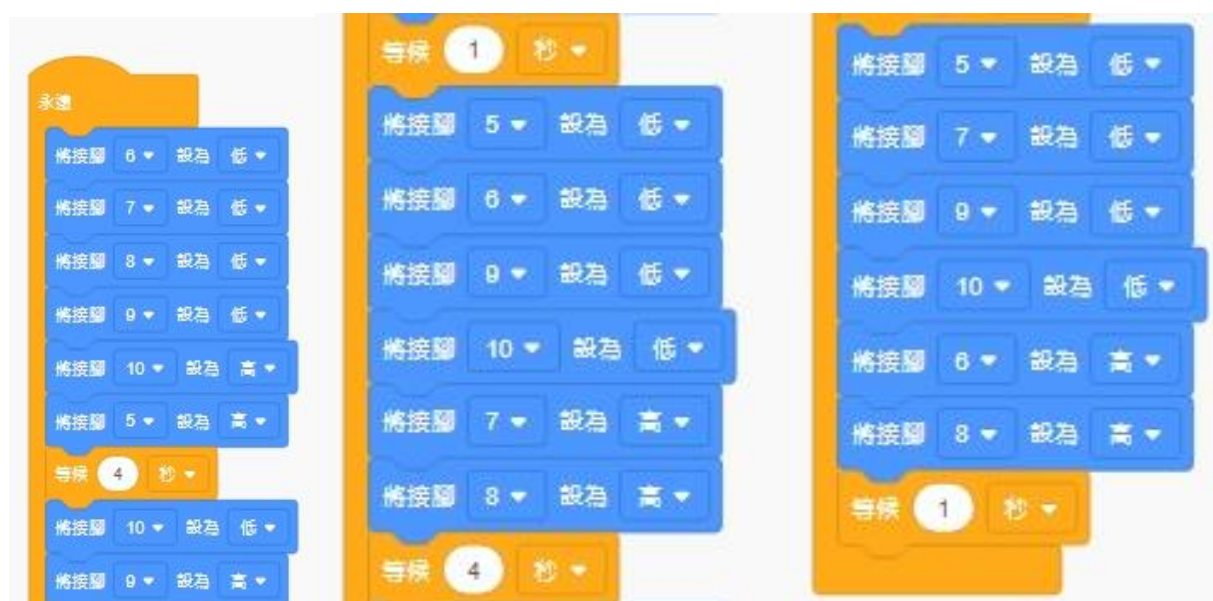 永遠
將接腳 6 設為 低
將接腳 7 設為 低
將接腳 8 設為 低
將接腳 9 設為 低
將接腳 10 設為 高
將接腳 5 設為 高
等候 4 秒
將接腳 10 設為 低
將接腳 9 設為 高
等候 1 秒
將接腳 5 設為 低
將接腳 6 設為 低
將接腳 9 設為 低
將接腳 10 設為 低
將接腳 7 設為 高
將接腳 8 設為 高
等候 4 秒
將接腳 5 設為 低
將接腳 7 設為 低
將接腳 9 設為 低
將接腳 10 設為 低
將接腳 6 設為 高
將接腳 8 設為 高
等候 1 秒